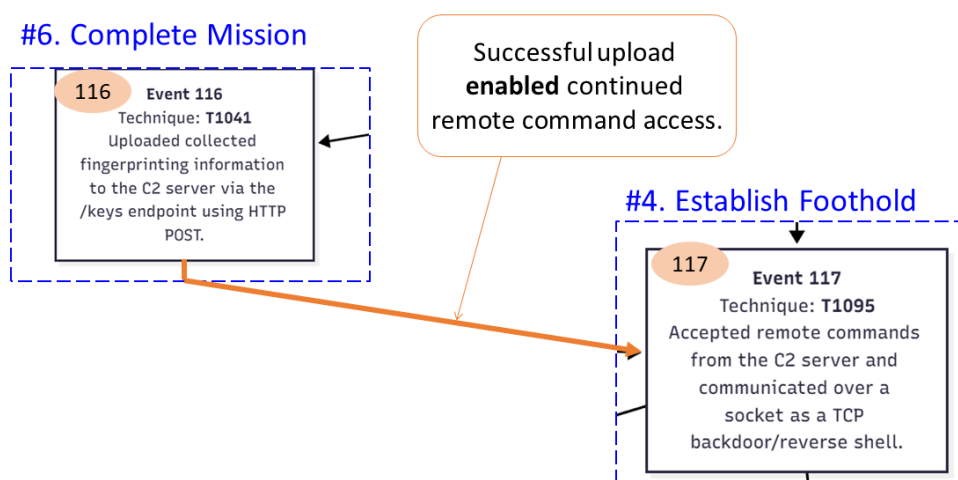 #6. Complete Mission
116
Event 116
Technique: T1041
Uploaded collected
fingerprinting information
to the C2 server via the
/keys endpoint using HTTP
POST.
Successful upload
enabled continued
remote command access.
#4. Establish Foothold
117
Event 117
Technique: T1095
Accepted remote commands
from the C2 server and
communicated over a
socket as a TCP
backdoor/reverse shell.